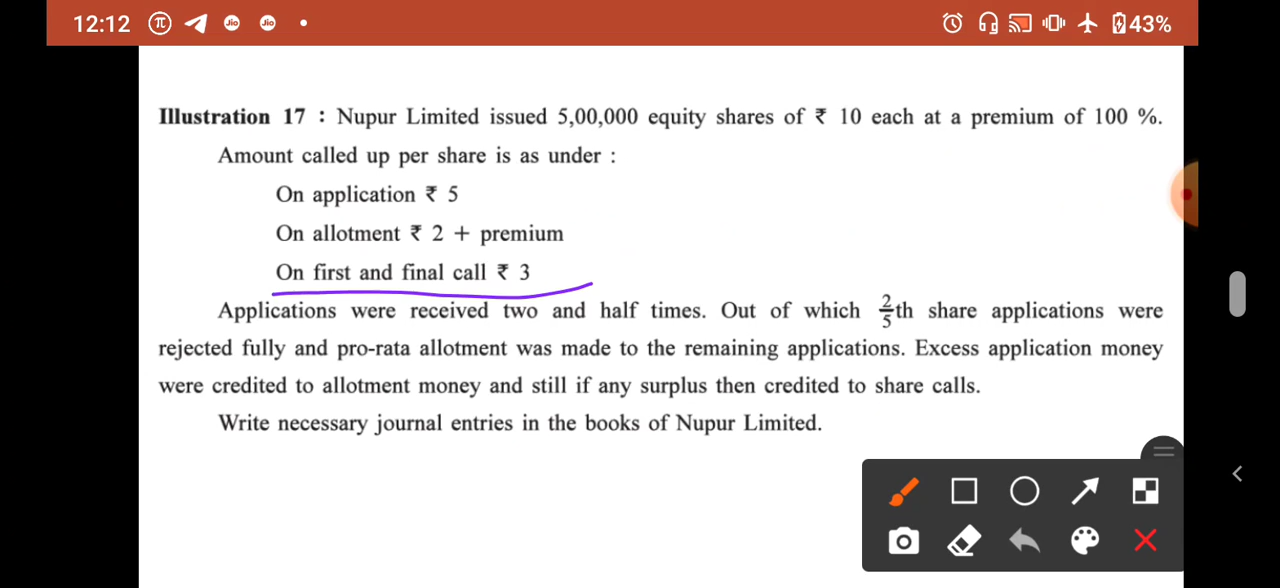 12:12 π Jio Jio 43%
Illustration 17 : Nupur Limited issued 5,00,000 equity shares of ₹ 10 each at a premium of 100 %.
Amount called up per share is as under :
On application ₹ 5
On allotment ₹ 2 + premium
On first and final call ₹ 3
Applications were received two and half times. Out of which 2/5th share applications were
rejected fully and pro-rata allotment was made to the remaining applications. Excess application money
were credited to allotment money and still if any surplus then credited to share calls.
Write necessary journal entries in the books of Nupur Limited.